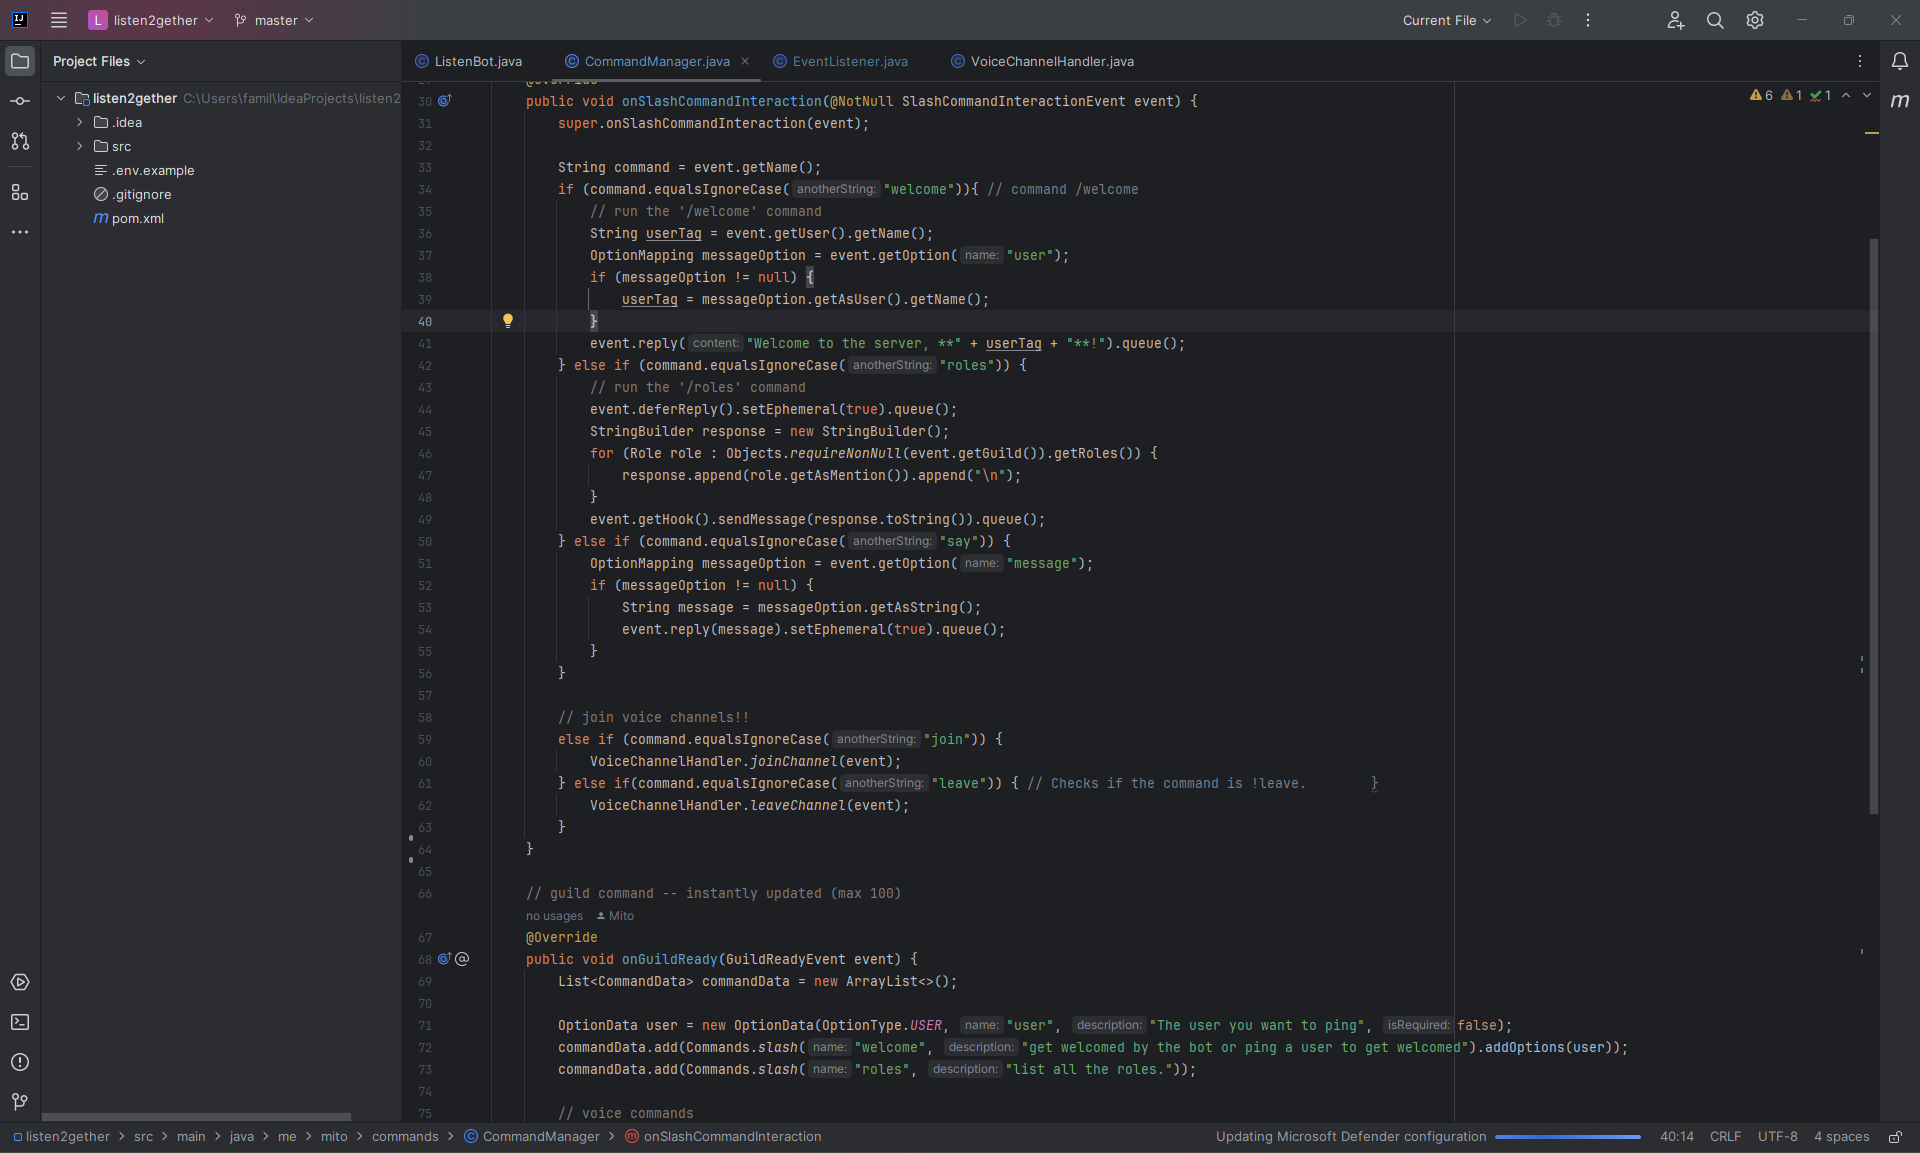 L listen2gether master Current File
Project Files
ListenBot.java CommandManager.java EventListener.java VoiceChannelHandler.java
listen2gether C:\Users\famil\IdeaProjects\listen2
.idea
src
.env.example
.gitignore
m pom.xml
6 1 1
30 public void onSlashCommandInteraction(@NotNull SlashCommandInteractionEvent event) {
31 super.onSlashCommandInteraction(event);
32
33 String command = event.getName();
34 if (command.equalsIgnoreCase( anotherString: "welcome")){ // command /welcome
35 // run the '/welcome' command
36 String userTag = event.getUser().getName();
37 OptionMapping messageOption = event.getOption( name: "user");
38 if (messageOption != null) {
39 userTag = messageOption.getAsUser().getName();
40 }
41 event.reply( content: "Welcome to the server, **" + userTag + "**!").queue();
42 } else if (command.equalsIgnoreCase( anotherString: "roles")) {
43 // run the '/roles' command
44 event.deferReply().setEphemeral(true).queue();
45 StringBuilder response = new StringBuilder();
46 for (Role role : Objects.requireNonNull(event.getGuild()).getRoles()) {
47 response.append(role.getAsMention()).append("\n");
48 }
49 event.getHook().sendMessage(response.toString()).queue();
50 } else if (command.equalsIgnoreCase( anotherString: "say")) {
51 OptionMapping messageOption = event.getOption( name: "message");
52 if (messageOption != null) {
53 String message = messageOption.getAsString();
54 event.reply(message).setEphemeral(true).queue();
55 }
56 }
57
58 // join voice channels!!
59 else if (command.equalsIgnoreCase( anotherString: "join")) {
60 VoiceChannelHandler.joinChannel(event);
61 } else if(command.equalsIgnoreCase( anotherString: "leave")) { // Checks if the command is !leave. }
62 VoiceChannelHandler.leaveChannel(event);
63 }
64 }
65
66 // guild command -- instantly updated (max 100)
no usages Mito
67 @Override
68 public void onGuildReady(GuildReadyEvent event) {
69 List<CommandData> commandData = new ArrayList<>();
70
71 OptionData user = new OptionData(OptionType.USER, name: "user", description: "The user you want to ping", isRequired: false);
72 commandData.add(Commands.slash( name: "welcome", description: "get welcomed by the bot or ping a user to get welcomed").addOptions(user));
73 commandData.add(Commands.slash( name: "roles", description: "list all the roles."));
74
75 // voice commands
listen2gether > src > main > java > me > mito > commands > CommandManager > onSlashCommandInteraction Updating Microsoft Defender configuration 40:14 CRLF UTF-8 4 spaces